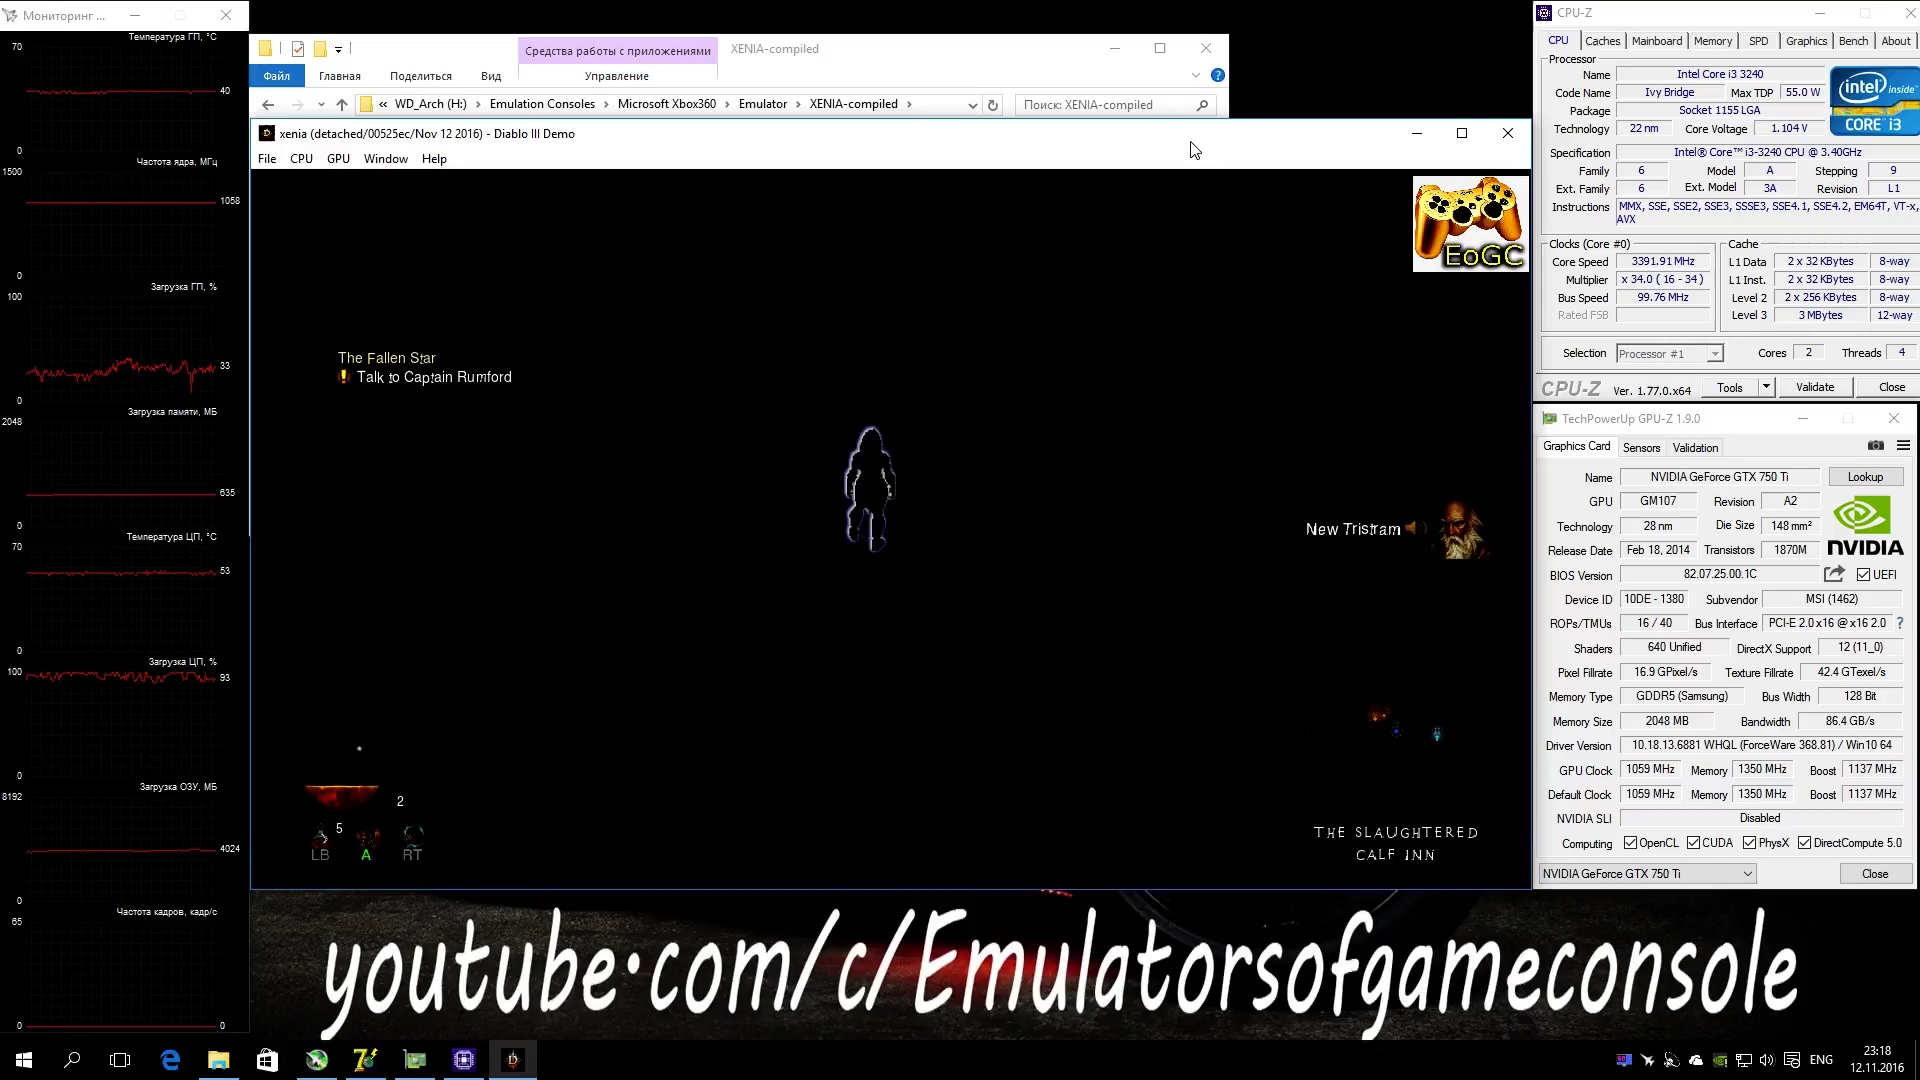 Мониторинг ...
Температура ГП, °C
70
40
0
Частота ядра, МГц
1500
1058
0
Загрузка ГП, %
100
33
0
Загрузка памяти, МБ
2048
635
0
Температура ЦП, °C
70
53
0
Загрузка ЦП, %
100
93
0
Загрузка ОЗУ, МБ
8192
4024
0
Частота кадров, кадр/с
65
0
0
Средства работы с приложениями
XENIA-compiled
Файл
Главная
Поделиться
Вид
Управление
« WD_Arch (H:) › Emulation Consoles › Microsoft Xbox360 › Emulator › XENIA-compiled ›
Поиск: XENIA-compiled
xenia (detached/00525ec/Nov 12 2016) - Diablo III Demo
File CPU GPU Window Help
EoGC
The Fallen Star
! Talk to Captain Rumford
New Tristram
2
5
LB A RT
THE SLAUGHTERED
CALF INN
youtube.com/c/Emulatorsofgameconsole
CPU-Z
CPU Caches Mainboard Memory SPD Graphics Bench About
Processor
Name Intel Core i3 3240
Code Name Ivy Bridge Max TDP 55.0 W
Package Socket 1155 LGA
Technology 22 nm Core Voltage 1.104 V
intel inside™
CORE i3
Specification Intel® Core™ i3-3240 CPU @ 3.40GHz
Family 6 Model A Stepping 9
Ext. Family 6 Ext. Model 3A Revision L1
Instructions MMX, SSE, SSE2, SSE3, SSSE3, SSE4.1, SSE4.2, EM64T, VT-x,
AVX
Clocks (Core #0)
Core Speed 3391.91 MHz
Multiplier x 34.0 ( 16 - 34 )
Bus Speed 99.76 MHz
Rated FSB
Cache
L1 Data 2 x 32 KBytes 8-way
L1 Inst. 2 x 32 KBytes 8-way
Level 2 2 x 256 KBytes 8-way
Level 3 3 MBytes 12-way
Selection Processor #1 Cores 2 Threads 4
CPU-Z Ver. 1.77.0.x64 Tools Validate Close
TechPowerUp GPU-Z 1.9.0
Graphics Card Sensors Validation
Name NVIDIA GeForce GTX 750 Ti Lookup
GPU GM107 Revision A2
Technology 28 nm Die Size 148 mm²
Release Date Feb 18, 2014 Transistors 1870M
NVIDIA
BIOS Version 82.07.25.00.1C UEFI
Device ID 10DE - 1380 Subvendor MSI (1462)
ROPs/TMUs 16 / 40 Bus Interface PCI-E 2.0 x16 @ x16 2.0 ?
Shaders 640 Unified DirectX Support 12 (11_0)
Pixel Fillrate 16.9 GPixel/s Texture Fillrate 42.4 GTexel/s
Memory Type GDDR5 (Samsung) Bus Width 128 Bit
Memory Size 2048 MB Bandwidth 86.4 GB/s
Driver Version 10.18.13.6881 WHQL (ForceWare 368.81) / Win10 64
GPU Clock 1059 MHz Memory 1350 MHz Boost 1137 MHz
Default Clock 1059 MHz Memory 1350 MHz Boost 1137 MHz
NVIDIA SLI Disabled
Computing OpenCL CUDA PhysX DirectCompute 5.0
NVIDIA GeForce GTX 750 Ti Close
ENG
23:18
12.11.2016